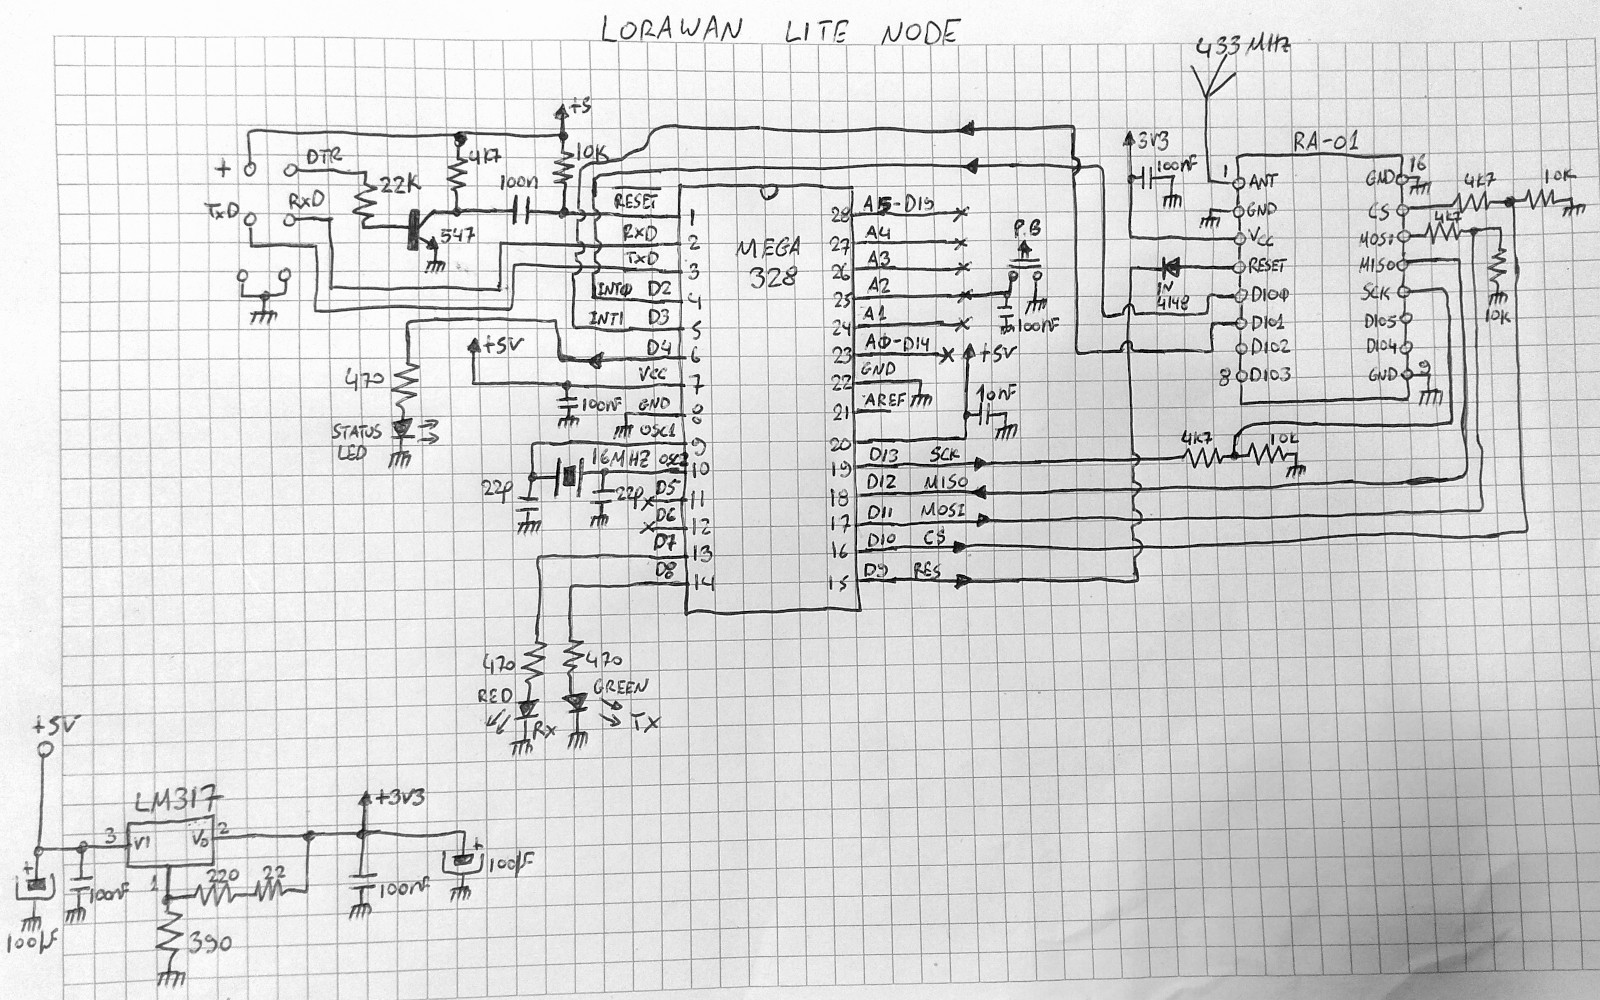 LORAWAN LITE NODE
433 MHZ
+5
3V3
RA-01
+
DTR
4K7
10K
100nF
1
ANT
GND
16
4K7
10K
22K
100n
RESET
A15-D19
GND
CS
TXD
RXD
547
1
28
RXD
A4
P.B
VCC
MOSI
4K7
2
MEGA
328
27
TXD
A3
RESET
MISO
3
26
INTΦ D2
A2
IN
4148
DIOΦ
SCK
10K
4
25
INT1 D3
A1
100nF
DIO1
DIO5
5
24
D4
AΦ-D14
+5V
DIO2
DIO4
+5V
6
23
470
VCC
GND
8
DIO3
GND
9
7
22
100nF
GND
AREF
10nF
8
21
STATUS
LED
OSC1
9
20
4K7
10K
16MHZ
OSC2
D13 SCK
10
19
22p
22p
D5
D12 MISO
11
18
D6
D11 MOSI
12
17
D7
D10 CS
13
16
D8
D9 RES
14
15
470
470
RED
GREEN
RX
TX
+5V
LM317
+3V3
3
VI
VO
2
1
220
22
100nF
100nF
100µF
100µF
390